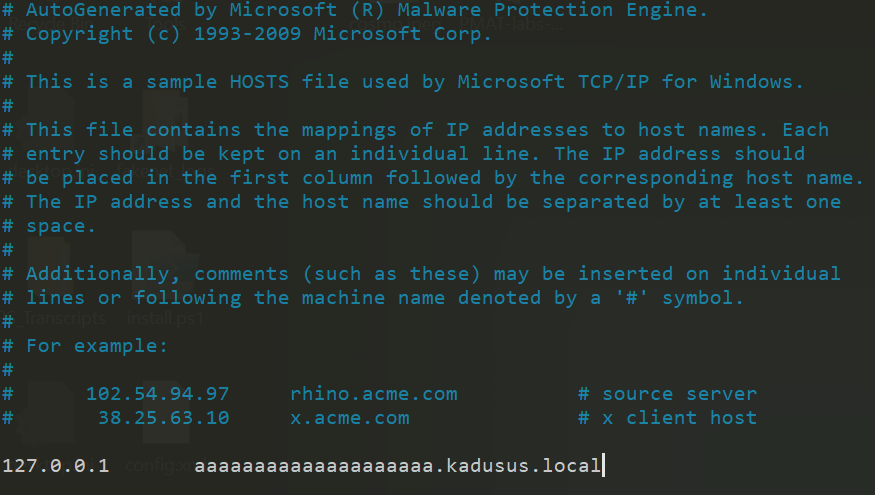 # AutoGenerated by Microsoft (R) Malware Protection Engine.
# Copyright (c) 1993-2009 Microsoft Corp.
#
# This is a sample HOSTS file used by Microsoft TCP/IP for Windows.
#
# This file contains the mappings of IP addresses to host names. Each
# entry should be kept on an individual line. The IP address should
# be placed in the first column followed by the corresponding host name.
# The IP address and the host name should be separated by at least one
# space.
#
# Additionally, comments (such as these) may be inserted on individual
# lines or following the machine name denoted by a '#' symbol.
_Transcripts install.ps1
#
# For example:
#
#      102.54.94.97     rhino.acme.com          # source server
#       38.25.63.10     x.acme.com              # x client host
127.0.0.1       aaaaaaaaaaaaaaaaaaaa.kadusus.local